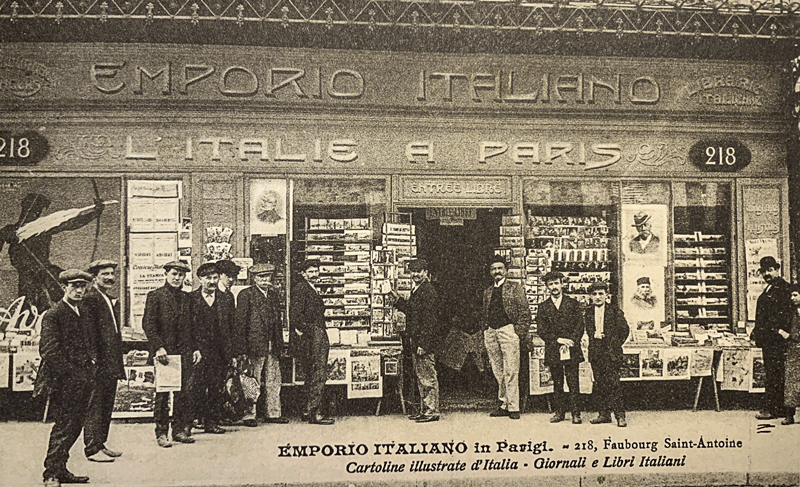 EMPORIO ITALIANO
LIBRERIA
ITALIANA
L'ITALIE A PARIS
218
218
ENTRÉE LIBRE
EMPORIO ITALIANO in Parigi. - 218, Faubourg Saint-Antoine
Cartoline illustrate d'Italia - Giornali e Libri Italiani